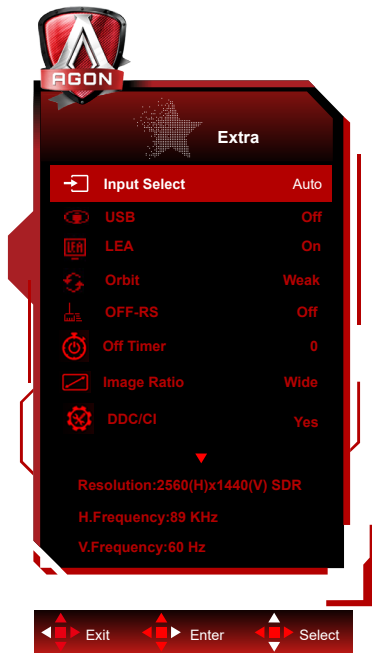 AGON
Extra
Input Select Auto
USB Off
LEA LEA On
Orbit Weak
OFF-RS Off
Off Timer 0
Image Ratio Wide
DDC/CI Yes
Resolution:2560(H)x1440(V) SDR
H.Frequency:89 KHz
V.Frequency:60 Hz
Exit Enter Select